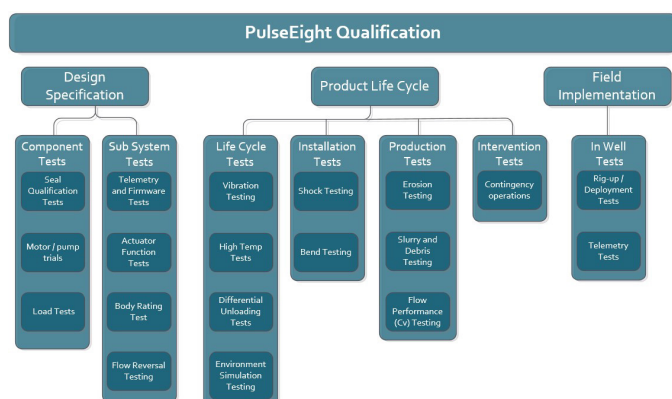 PulseEight Qualification
Design
Specification
Product Life Cycle
Field
Implementation
Component
Tests
Seal
Qualification
Tests
Motor / pump
trials
Load Tests
Sub System
Tests
Telemetry
and Firmware
Tests
Actuator
Function
Tests
Body Rating
Test
Flow Reversal
Testing
Life Cycle
Tests
Vibration
Testing
High Temp
Tests
Differential
Unloading
Tests
Environment
Simulation
Testing
Installation
Tests
Shock Testing
Bend Testing
Production
Tests
Erosion
Testing
Slurry and
Debris
Testing
Flow
Performance
(Cv) Testing
Intervention
Tests
Contingency
operations
In Well
Tests
Rig-up /
Deployment
Tests
Telemetry
Tests